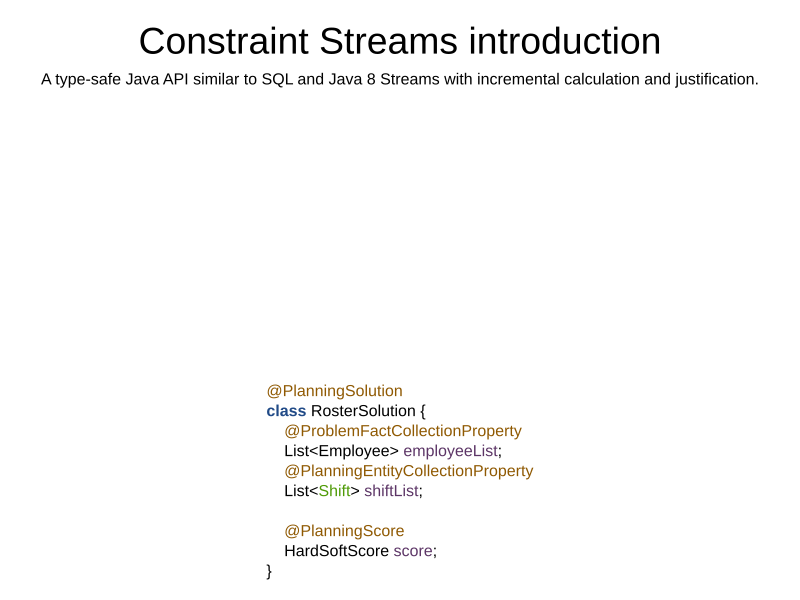 Constraint Streams introduction
A type-safe Java API similar to SQL and Java 8 Streams with incremental calculation and justification.
@PlanningSolution
class RosterSolution {
@ProblemFactCollectionProperty
List<Employee> employeeList;
@PlanningEntityCollectionProperty
List<Shift> shiftList;
@PlanningScore
HardSoftScore score;
}